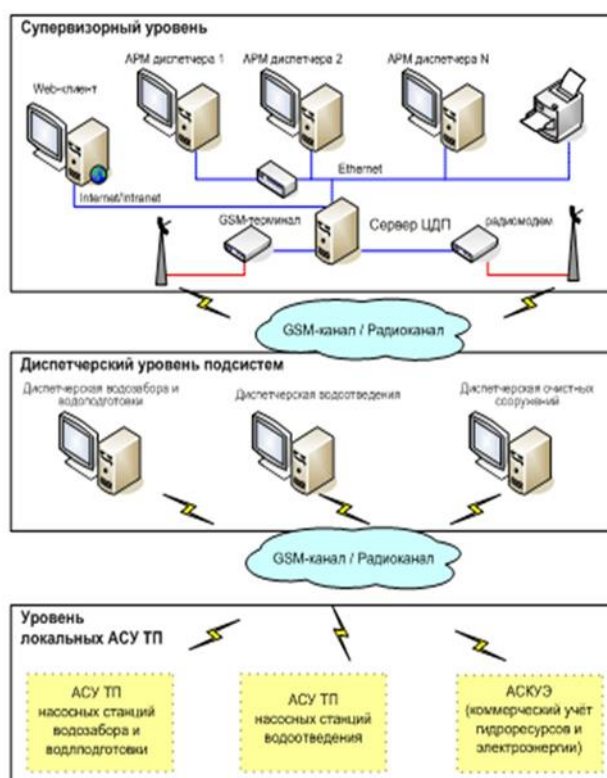 Супервизорный уровень
АРМ диспетчера 1
АРМ диспетчера 2
АРМ диспетчера N
Web-клиент
Ethernet
Internet/Intranet
GSM-терминал
Сервер ЦДП
радиомодем
GSM-канал / Радиоканал
Диспетчерский уровень подсистем
Диспетчерская водозабора и
водоподготовки
Диспетчерская водоотведения
Диспетчерская очистных
сооружений
GSM-канал / Радиоканал
Уровень
локальных АСУ ТП
АСУ ТП
насосных станций
водозабора и
водлподготовки
АСУ ТП
насосных станций
водоотведения
АСКУЭ
(коммерческий учёт
гидроресурсов и
электроэнергии)